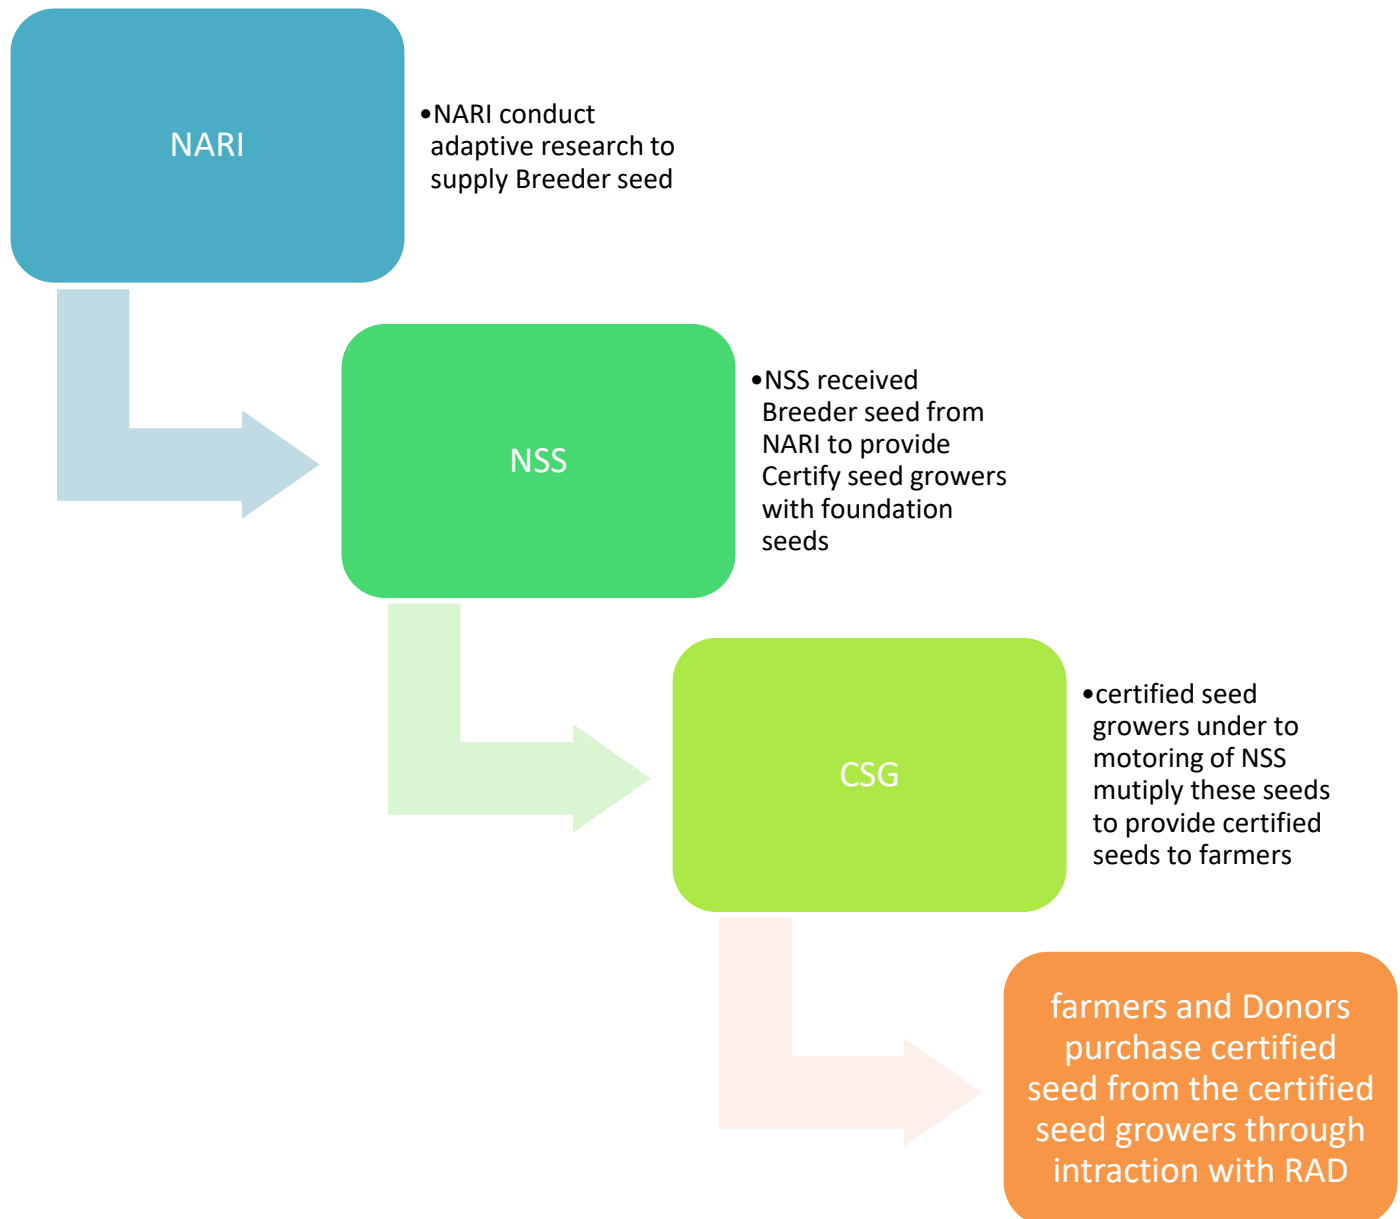 NARI
•NARI conduct
adaptive research to
supply Breeder seed
NSS
•NSS received
Breeder seed from
NARI to provide
Certify seed growers
with foundation
seeds
CSG
•certified seed
growers under to
motoring of NSS
mutiply these seeds
to provide certified
seeds to farmers
farmers and Donors
purchase certified
seed from the certified
seed growers through
intraction with RAD